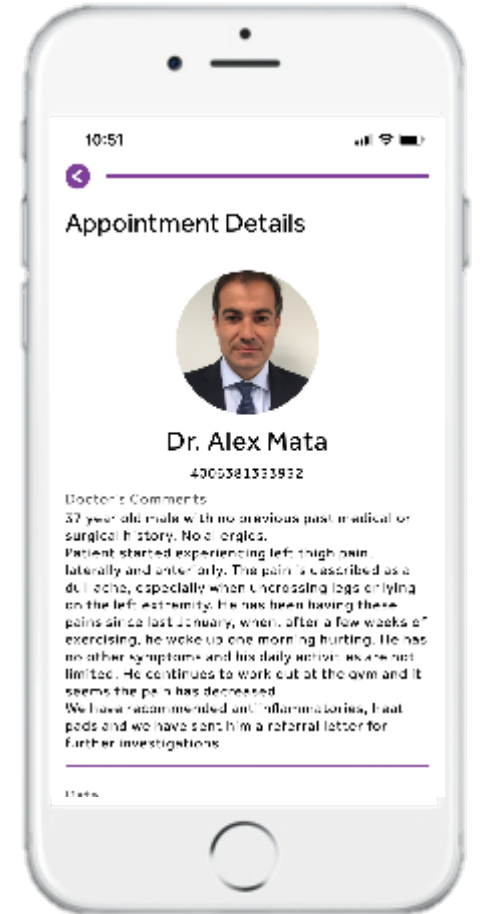 10:51
Appointment Details
Dr. Alex Mata
Doctor's Comments
37 year old male with no previous past medical or
surgical history. No allergies.
Patient started experiencing left thigh pain,
laterally and anteriorly. The pain is described as a
dull ache, especially when uncrossing legs or lying
on the left extremity. He has been having these
pains since last January, when, after a few weeks of
exercising, he woke up one morning hurting. He has
no other symptoms and his daily activities are not
limited. He continues to work out at the gym and it
seems the pain has decreased
We have recommended antiinflammatories, heat
pads and we have sent him a referral letter for
further investigations